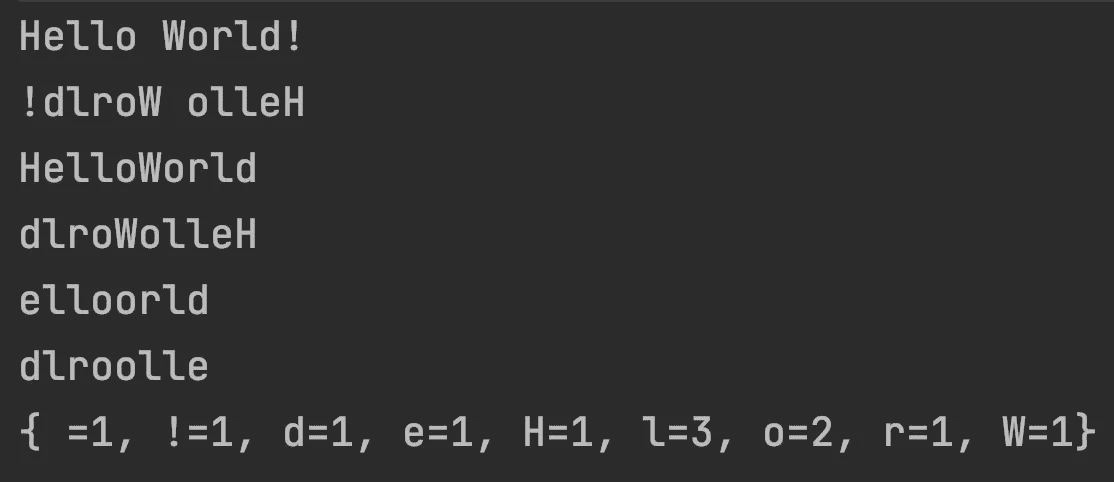 Hello World!
!dlroW olleH
HelloWorld
dlroWolleH
elloorld
dlroolle
{ =1, !=1, d=1, e=1, H=1, l=3, o=2, r=1, W=1}